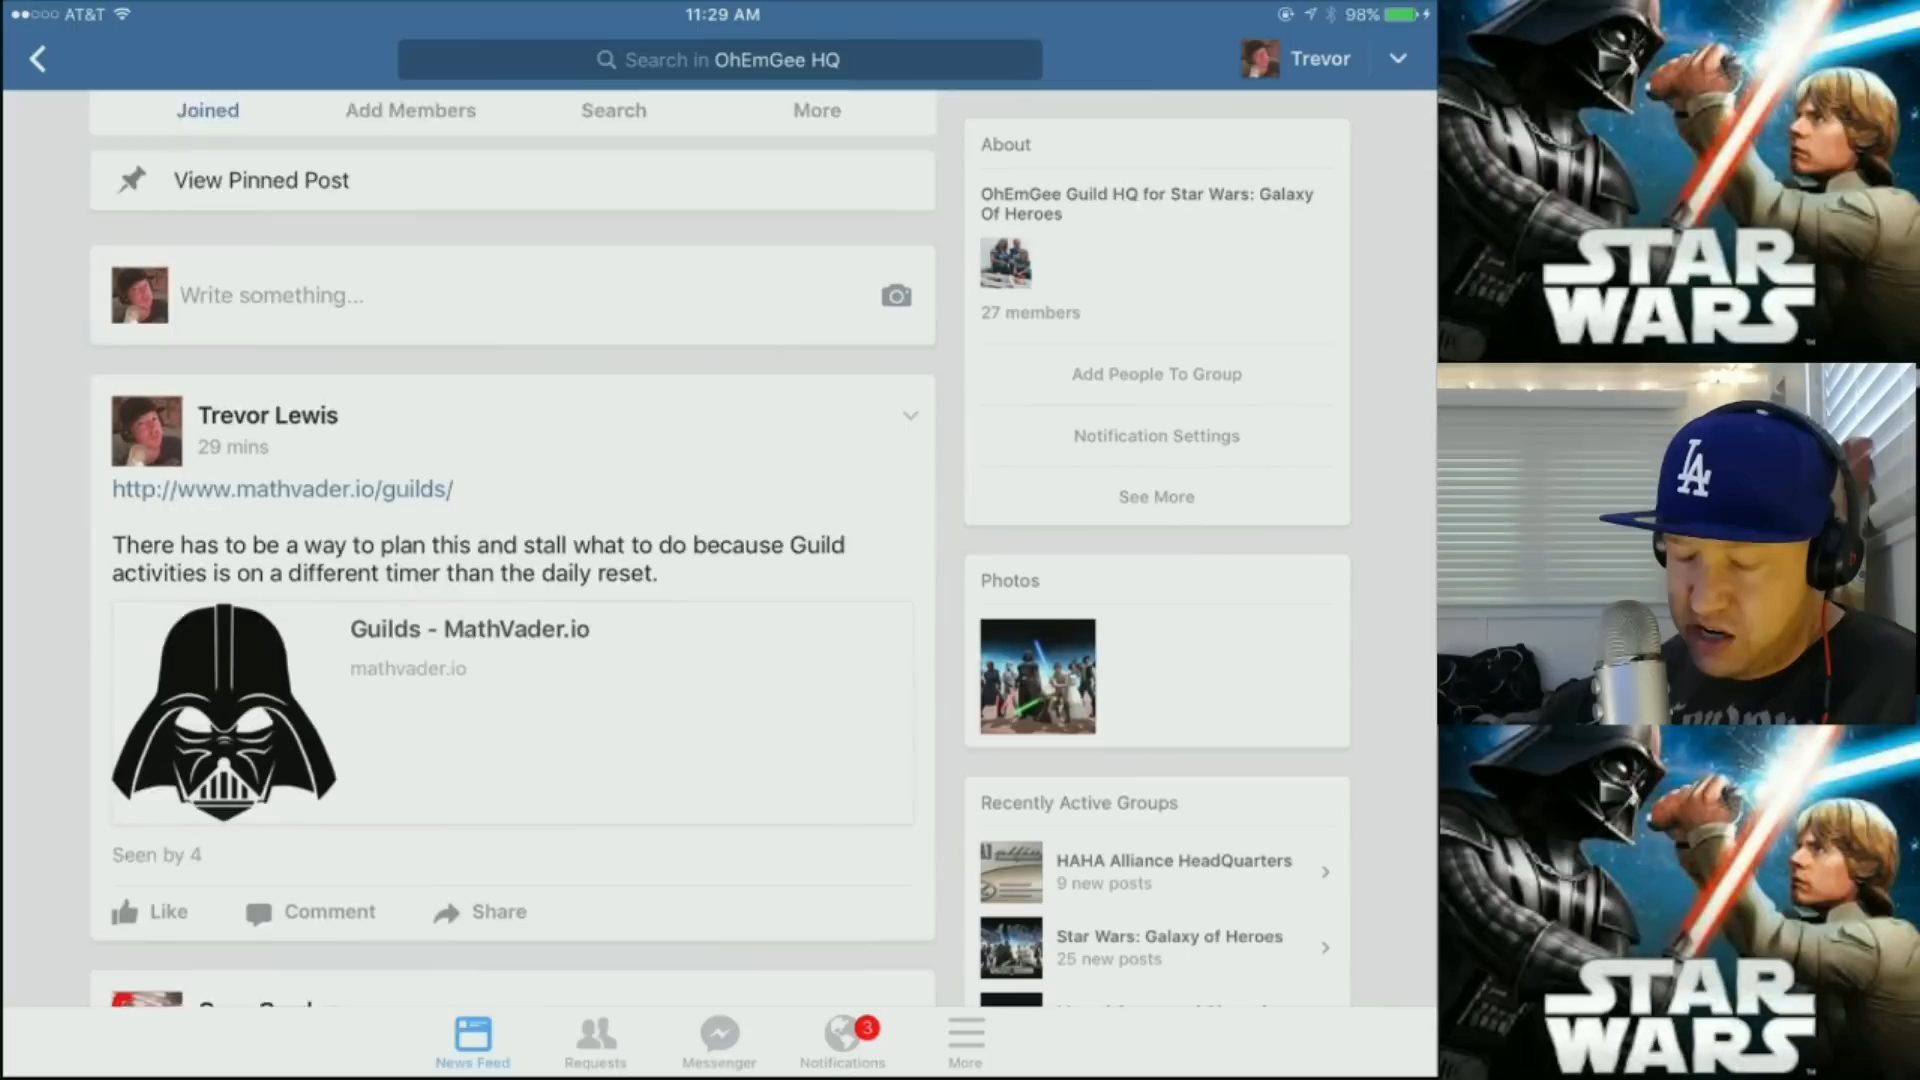 AT&T
11:29 AM
98%
Search in OhEmGee HQ
Trevor
Joined
Add Members
Search
More
View Pinned Post
Write something...
Trevor Lewis
29 mins
http://www.mathvader.io/guilds/
There has to be a way to plan this and stall what to do because Guild
activities is on a different timer than the daily reset.
Guilds - MathVader.io
mathvader.io
Seen by 4
Like
Comment
Share
About
OhEmGee Guild HQ for Star Wars: Galaxy
Of Heroes
27 members
Add People To Group
Notification Settings
See More
Photos
Recently Active Groups
HAHA Alliance HeadQuarters
9 new posts
Star Wars: Galaxy of Heroes
25 new posts
News Feed
Requests
Messenger
3
Notifications
More
STAR
WARS
LA
STAR
WARS